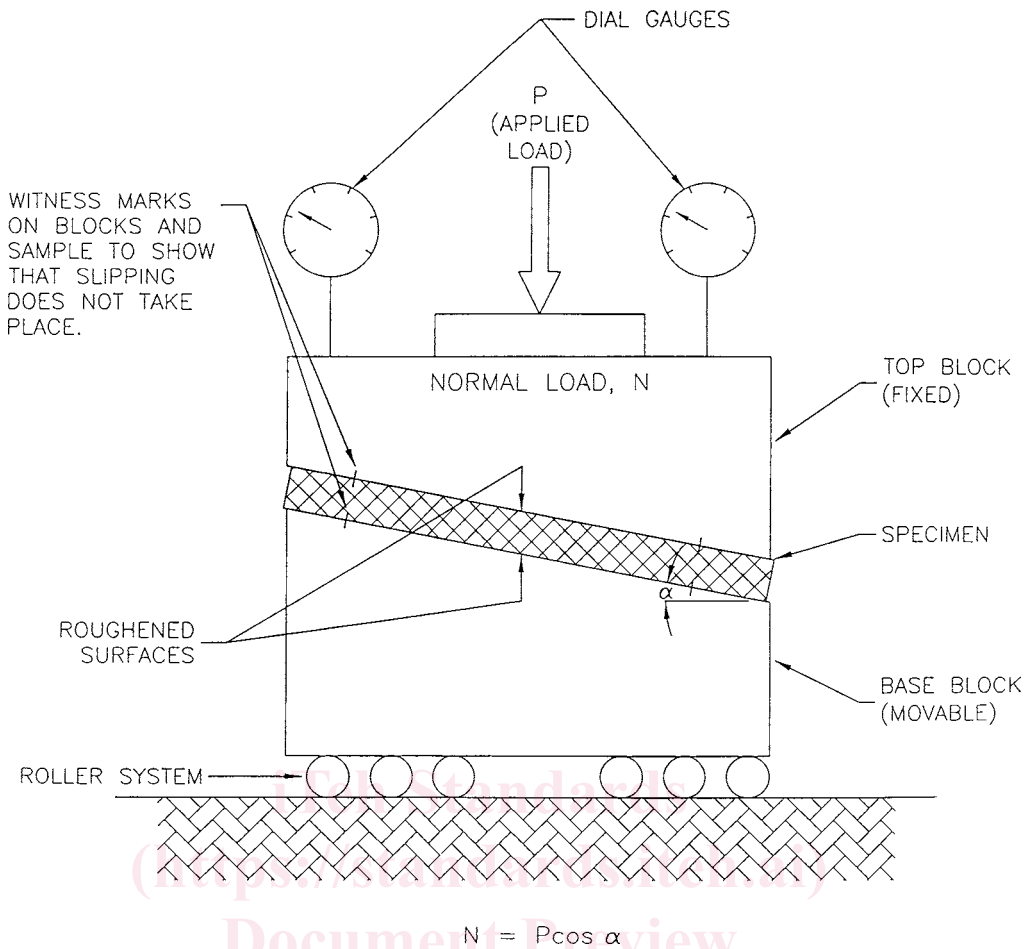 DIAL GAUGES
P
(APPLIED
LOAD)
WITNESS MARKS
ON BLOCKS AND
SAMPLE TO SHOW
THAT SLIPPING
DOES NOT TAKE
PLACE.
NORMAL LOAD, N
TOP BLOCK
(FIXED)
SPECIMEN
α
ROUGHENED
SURFACES
BASE BLOCK
(MOVABLE)
ROLLER SYSTEM
iTeh Standards
(https://standards.iteh.ai)
Document Preview
N = Pcos α